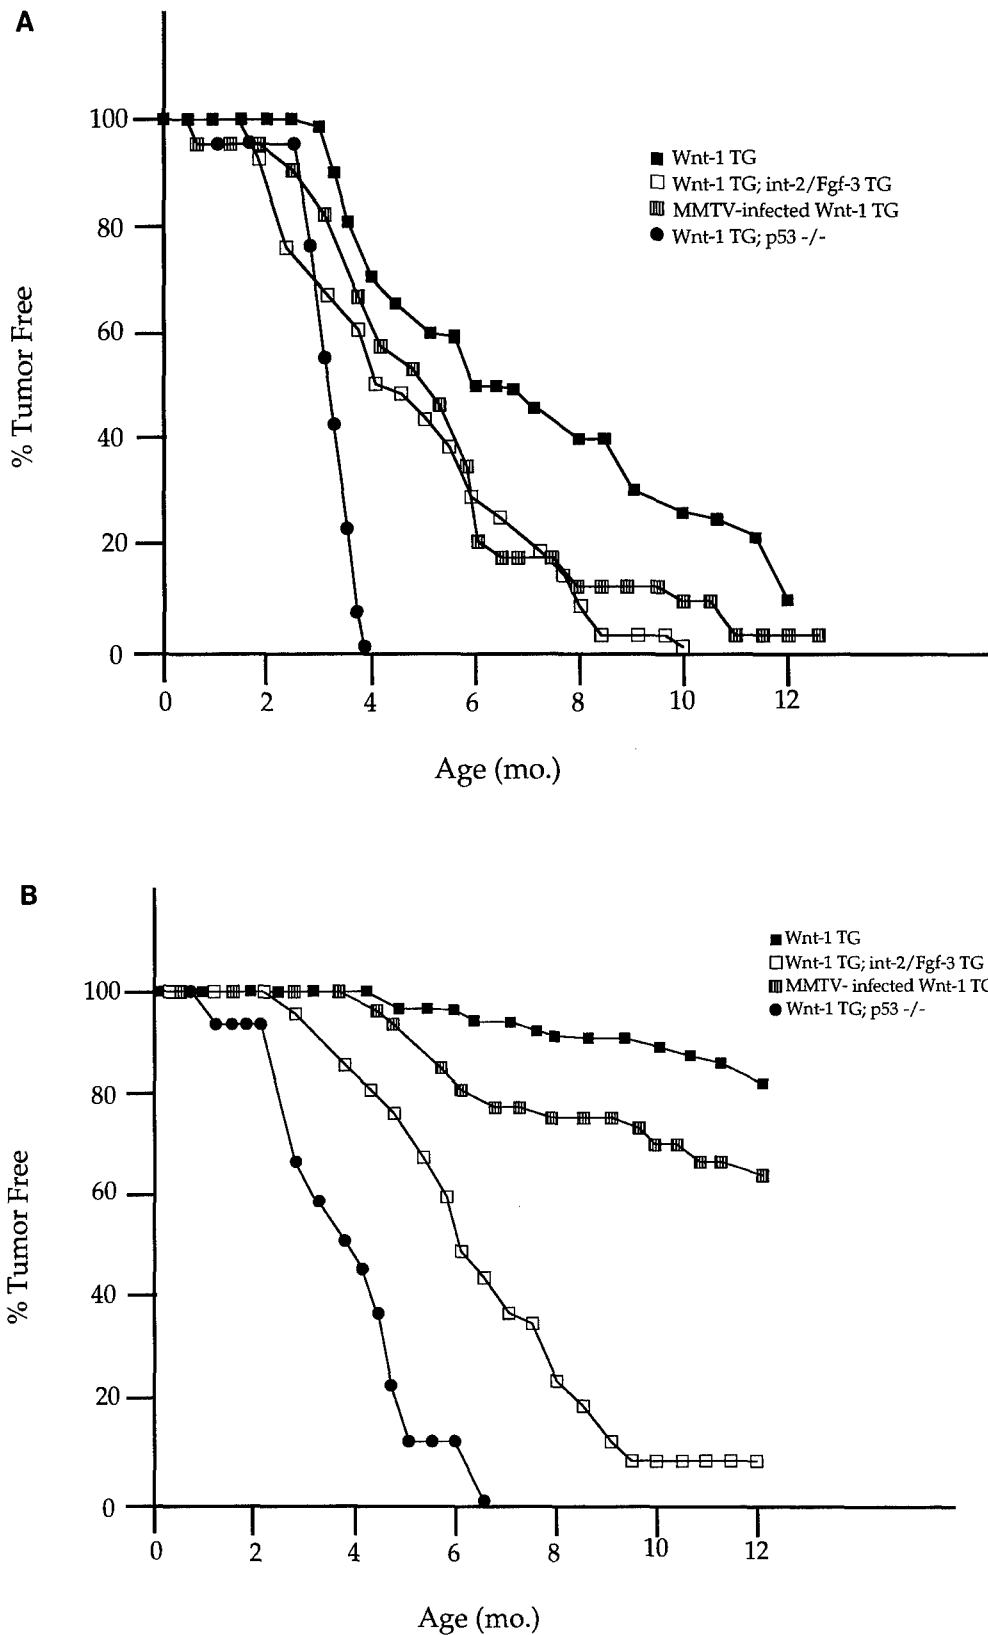 A
100
80
60
40
20
0
% Tumor Free
Wnt-1 TG
Wnt-1 TG; int-2/Fgf-3 TG
MMTV-infected Wnt-1 TG
Wnt-1 TG; p53 -/-
0 2 4 6 8 10 12
Age (mo.)
B
100
80
60
40
20
0
% Tumor Free
Wnt-1 TG
Wnt-1 TG; int-2/Fgf-3 TG
MMTV- infected Wnt-1 TG
Wnt-1 TG; p53 -/-
0 2 4 6 8 10 12
Age (mo.)